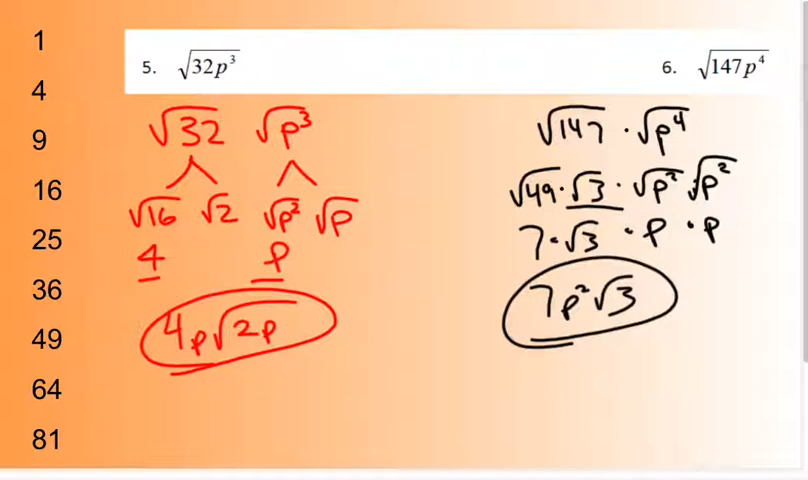 1
4
9
16
25
36
49
64
81
5. √32p³
√32 √p³
√16 √2 √p² √p
4 p
4p√2p
6. √147p⁴
√147 · √p⁴
√49 · √3 · √p² · √p²
7 · √3 · p · p
7p²√3